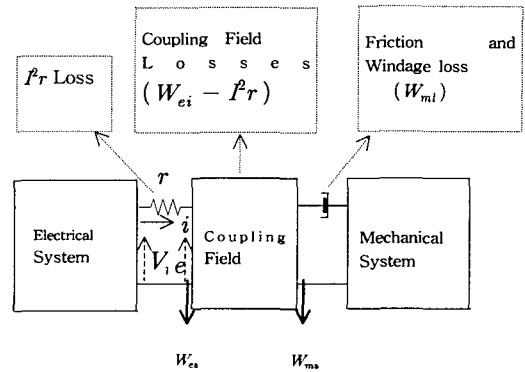 I²r Loss
Coupling Field
L o s s e s
( W_ei − I²r )
Friction and
Windage loss
( W_ml )
r
i
Electrical
System
V_i e
Coupling
Field
Mechanical
System
W_es
W_ms